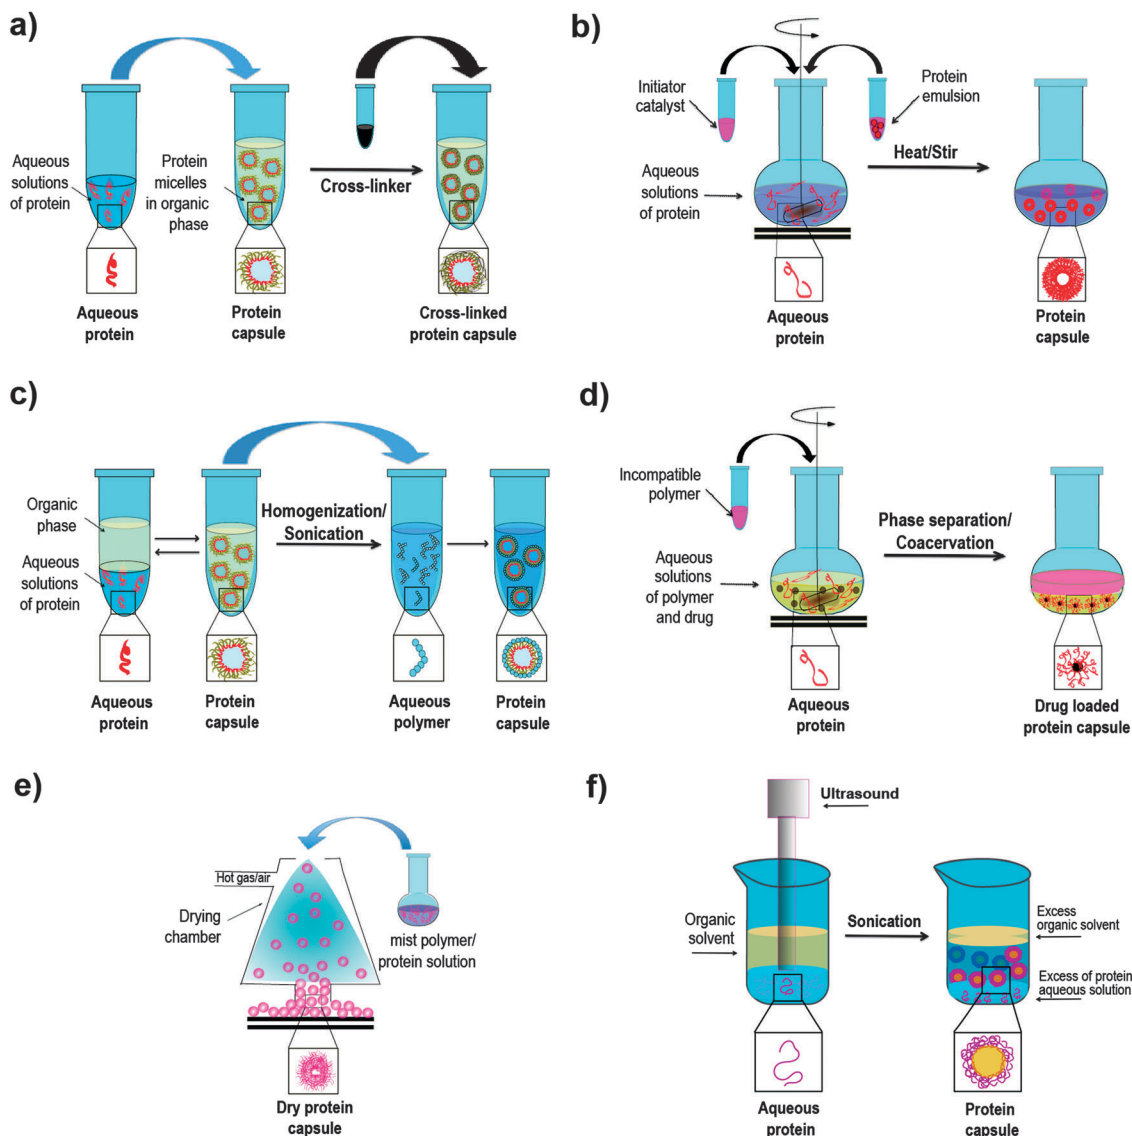 a)
Aqueous
solutions
of protein
Protein
micelles
in organic
phase
Cross-linker
Aqueous
protein
Protein
capsule
Cross-linked
protein capsule
b)
Initiator
catalyst
Protein
emulsion
Aqueous
solutions
of protein
Heat/Stir
Aqueous
protein
Protein
capsule
c)
Organic
phase
Aqueous
solutions
of protein
Homogenization/
Sonication
Aqueous
protein
Protein
capsule
Aqueous
polymer
Protein
capsule
d)
Incompatible
polymer
Aqueous
solutions
of polymer
and drug
Phase separation/
Coacervation
Aqueous
protein
Drug loaded
protein capsule
e)
Hot gas/air
Drying
chamber
mist polymer/
protein solution
Dry protein
capsule
f)
Ultrasound
Organic
solvent
Sonication
Excess
organic solvent
Excess of protein
aqueous solution
Aqueous
protein
Protein
capsule